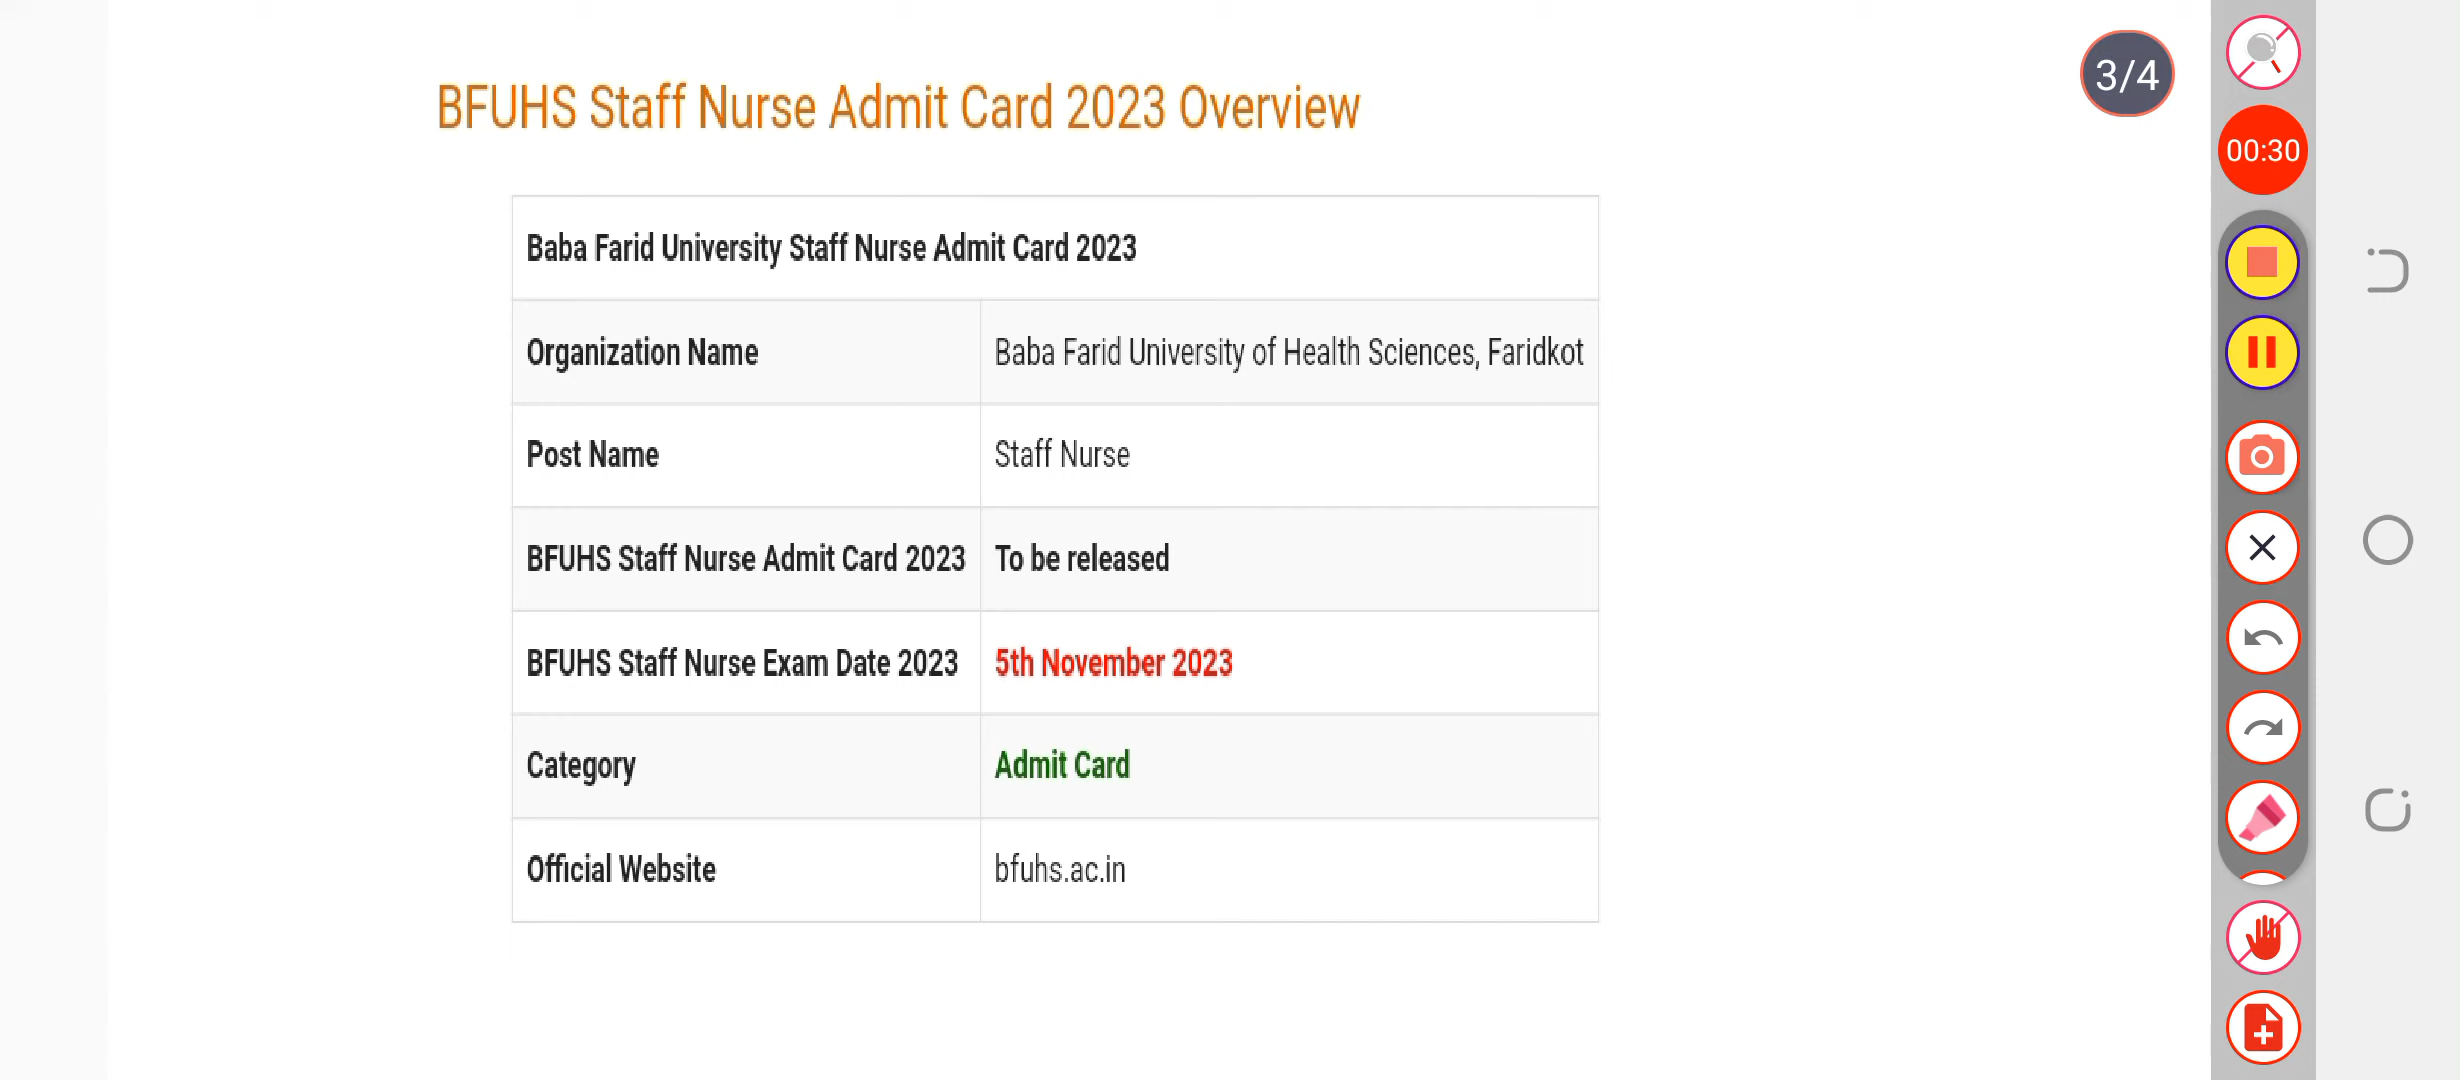 BFUHS Staff Nurse Admit Card 2023 Overview
3/4
00:30
Baba Farid University Staff Nurse Admit Card 2023
Organization Name Baba Farid University of Health Sciences, Faridkot
Post Name Staff Nurse
BFUHS Staff Nurse Admit Card 2023 To be released
BFUHS Staff Nurse Exam Date 2023 5th November 2023
Category Admit Card
Official Website bfuhs.ac.in